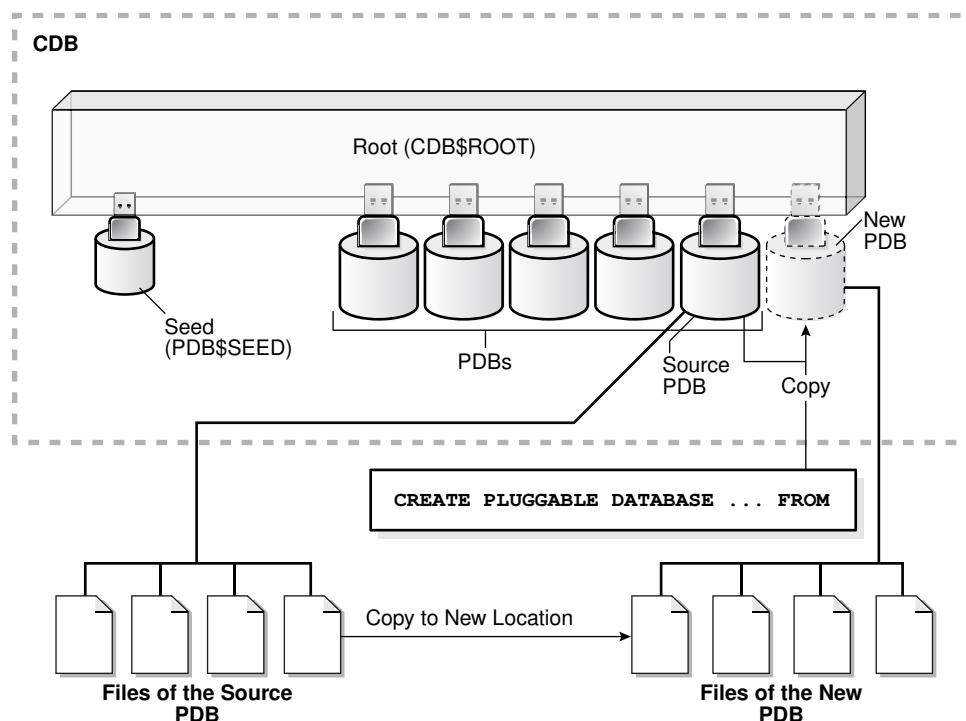 CDB
Root (CDB$ROOT)
New
PDB
Seed
(PDB$SEED)
PDBs
Source
PDB
Copy
CREATE PLUGGABLE DATABASE ... FROM
Copy to New Location
Files of the Source
PDB
Files of the New
PDB